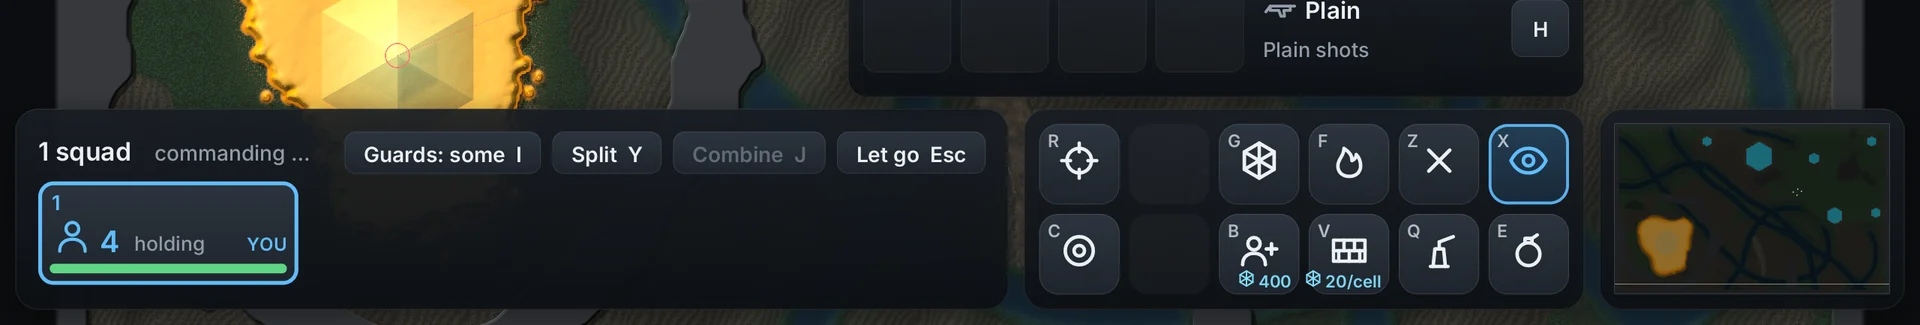 Plain
Plain shots
H
1 squad commanding ...
Guards: some I
Split Y
Combine J
Let go Esc
1
4 holding YOU
R
G
F
Z
X
C
B
400
V
20/cell
Q
E